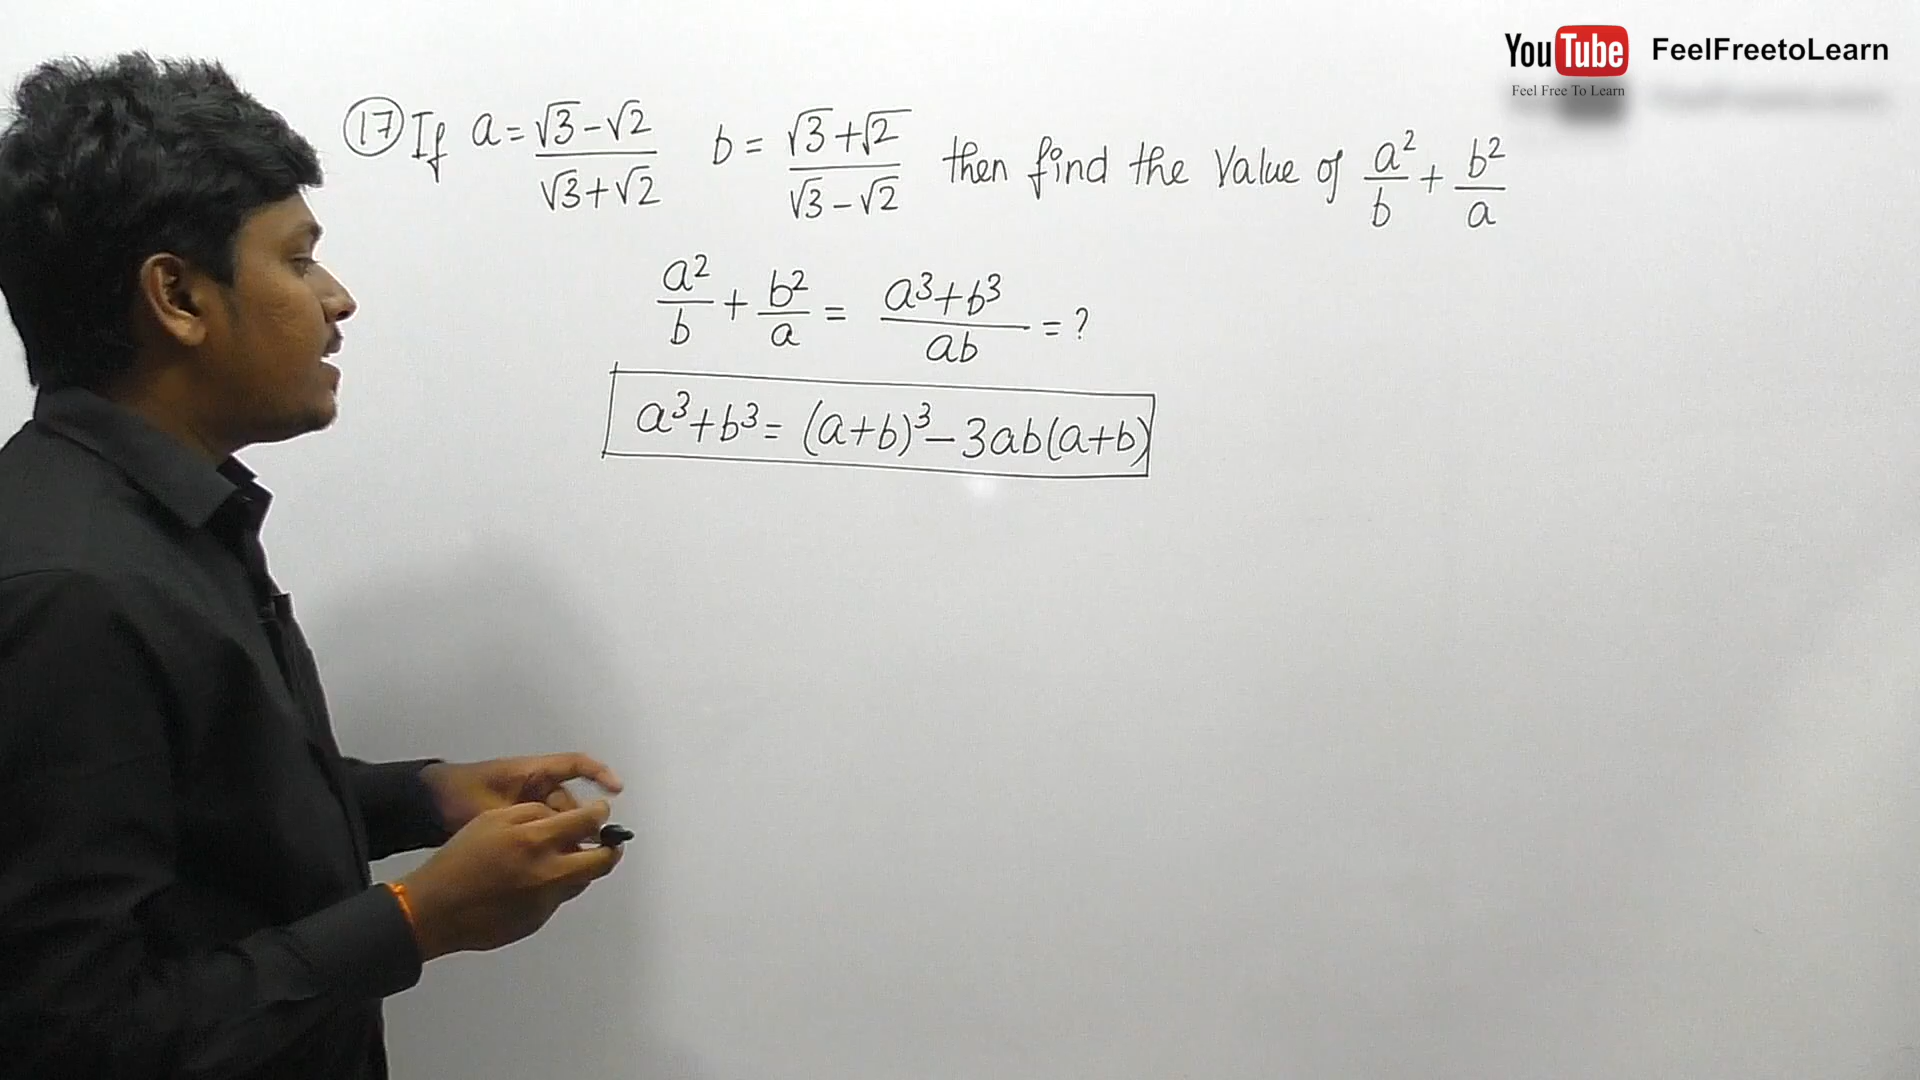 YouTube FeelFreetoLearn
Feel Free To Learn
17 If a = √3-√2 / √3+√2 b = √3+√2 / √3-√2 then find the Value of a²/b + b²/a
a²/b + b²/a = a³+b³ / ab = ?
a³+b³ = (a+b)³ - 3ab(a+b)